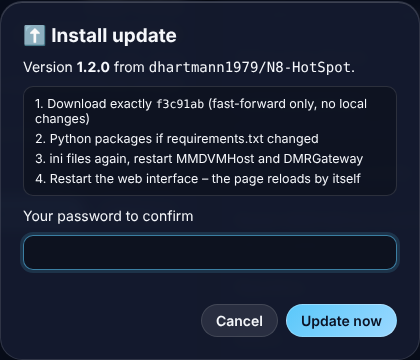 ⬆️ Install update
Version 1.2.0 from dhartmann1979/N8-HotSpot.
1. Download exactly f3c91ab (fast-forward only, no local
changes)
2. Python packages if requirements.txt changed
3. ini files again, restart MMDVMHost and DMRGateway
4. Restart the web interface – the page reloads by itself
Your password to confirm
Cancel
Update now